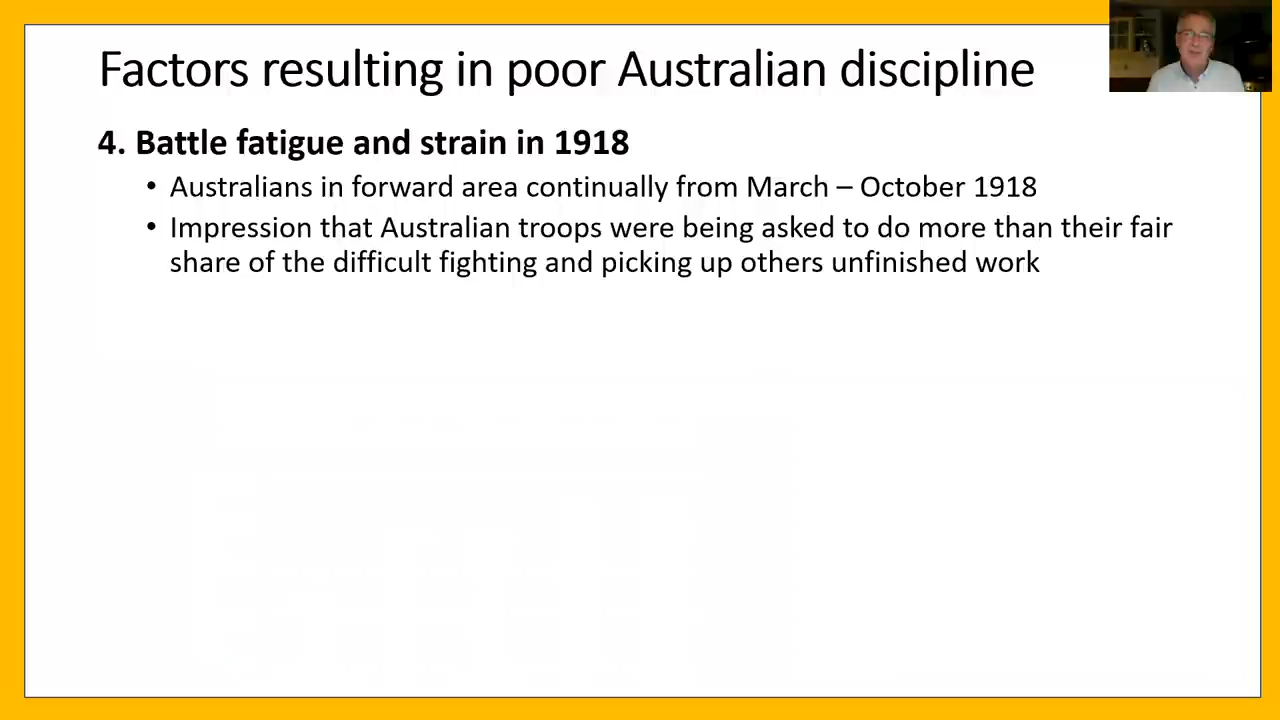 Factors resulting in poor Australian discipline
4. Battle fatigue and strain in 1918
• Australians in forward area continually from March – October 1918
• Impression that Australian troops were being asked to do more than their fair
share of the difficult fighting and picking up others unfinished work